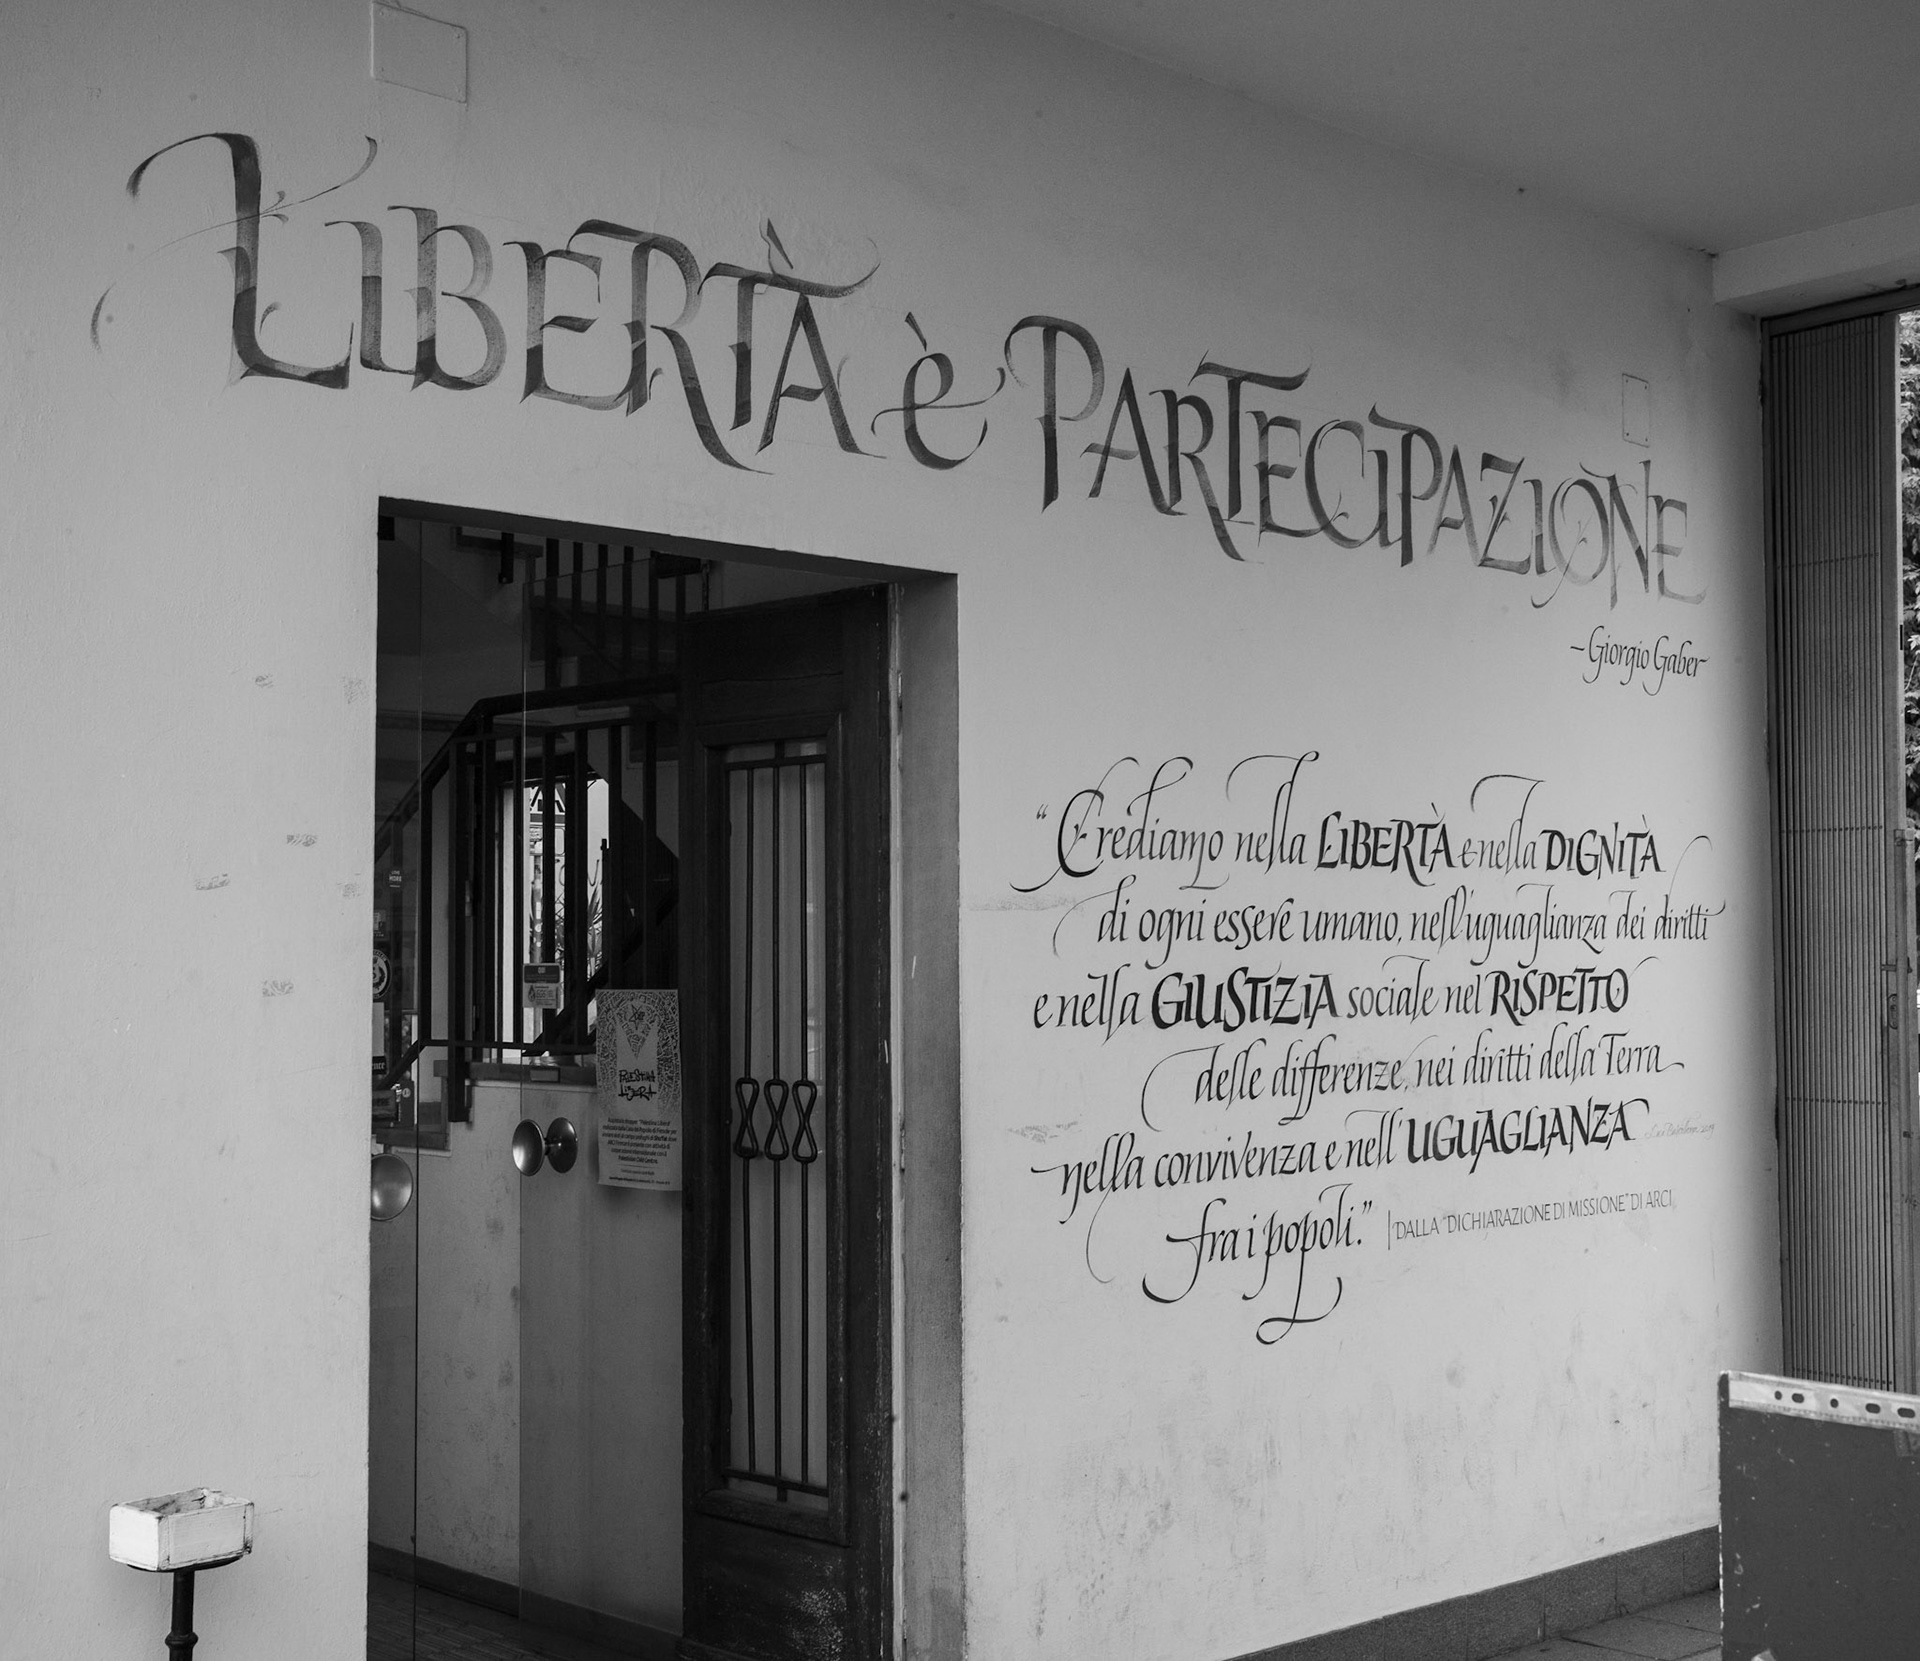 LIBERTÀ è PARTECIPAZIONE
– Giorgio Gaber
“Crediamo nella LIBERTÀ e nella DIGNITÀ
di ogni essere umano, nell'uguaglianza dei diritti
e nella GIUSTIZIA sociale nel RISPETTO
delle differenze, nei diritti della Terra
nella convivenza e nell'UGUAGLIANZA
fra i popoli.” | DALLA “DICHIARAZIONE DI MISSIONE” DI ARCI
PALESTINA
LIBERA